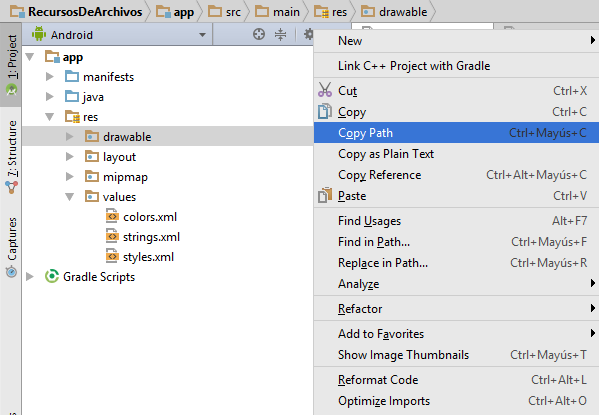 RecursosDeArchivos app src main res drawable
1: Project
7: Structure
Captures
Android
app
manifests
java
res
drawable
layout
mipmap
values
colors.xml
strings.xml
styles.xml
Gradle Scripts
New
Link C++ Project with Gradle
Cut Ctrl+X
Copy Ctrl+C
Copy Path Ctrl+Mayús+C
Copy as Plain Text
Copy Reference Ctrl+Alt+Mayús+C
Paste Ctrl+V
Find Usages Alt+F7
Find in Path... Ctrl+Mayús+F
Replace in Path... Ctrl+Mayús+R
Analyze
Refactor
Add to Favorites
Show Image Thumbnails Ctrl+Mayús+T
Reformat Code Ctrl+Alt+L
Optimize Imports Ctrl+Alt+O